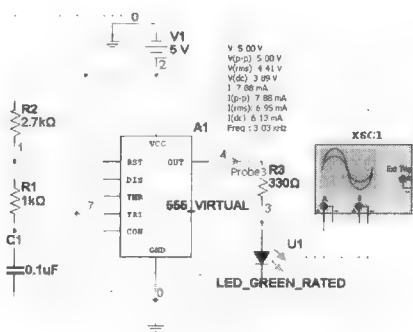 0
V1
5 V
2
V 5.00 V
V(p-p) 5.00 V
V(rms) 4.41 V
V(dc) 3.89 V
I 7.88 mA
I(p-p) 7.88 mA
I(rms) 6.95 mA
I(dc) 6.13 mA
Freq.: 3.03 kHz
R2
2.7kΩ
1
R1
1kΩ
C1
0.1uF
7
A1
VCC
RST
OUT
DIS
THR
TRI
CON
GND
555_VIRTUAL
0
4
Probe3
R3
330Ω
3
U1
LED_GREEN_RATED
XSC1
Ext Trig
A
B